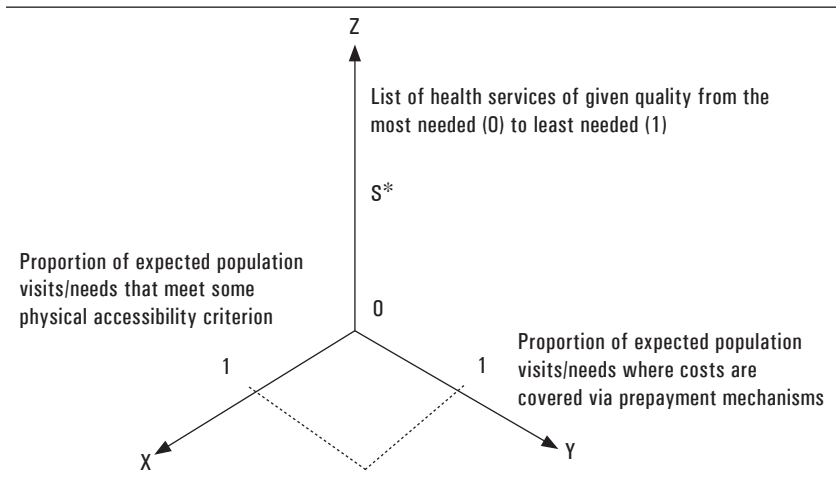 Z
List of health services of given quality from the
most needed (0) to least needed (1)
S*
Proportion of expected population
visits/needs that meet some
physical accessibility criterion
0
Proportion of expected population
visits/needs where costs are
covered via prepayment mechanisms
1
1
X
Y